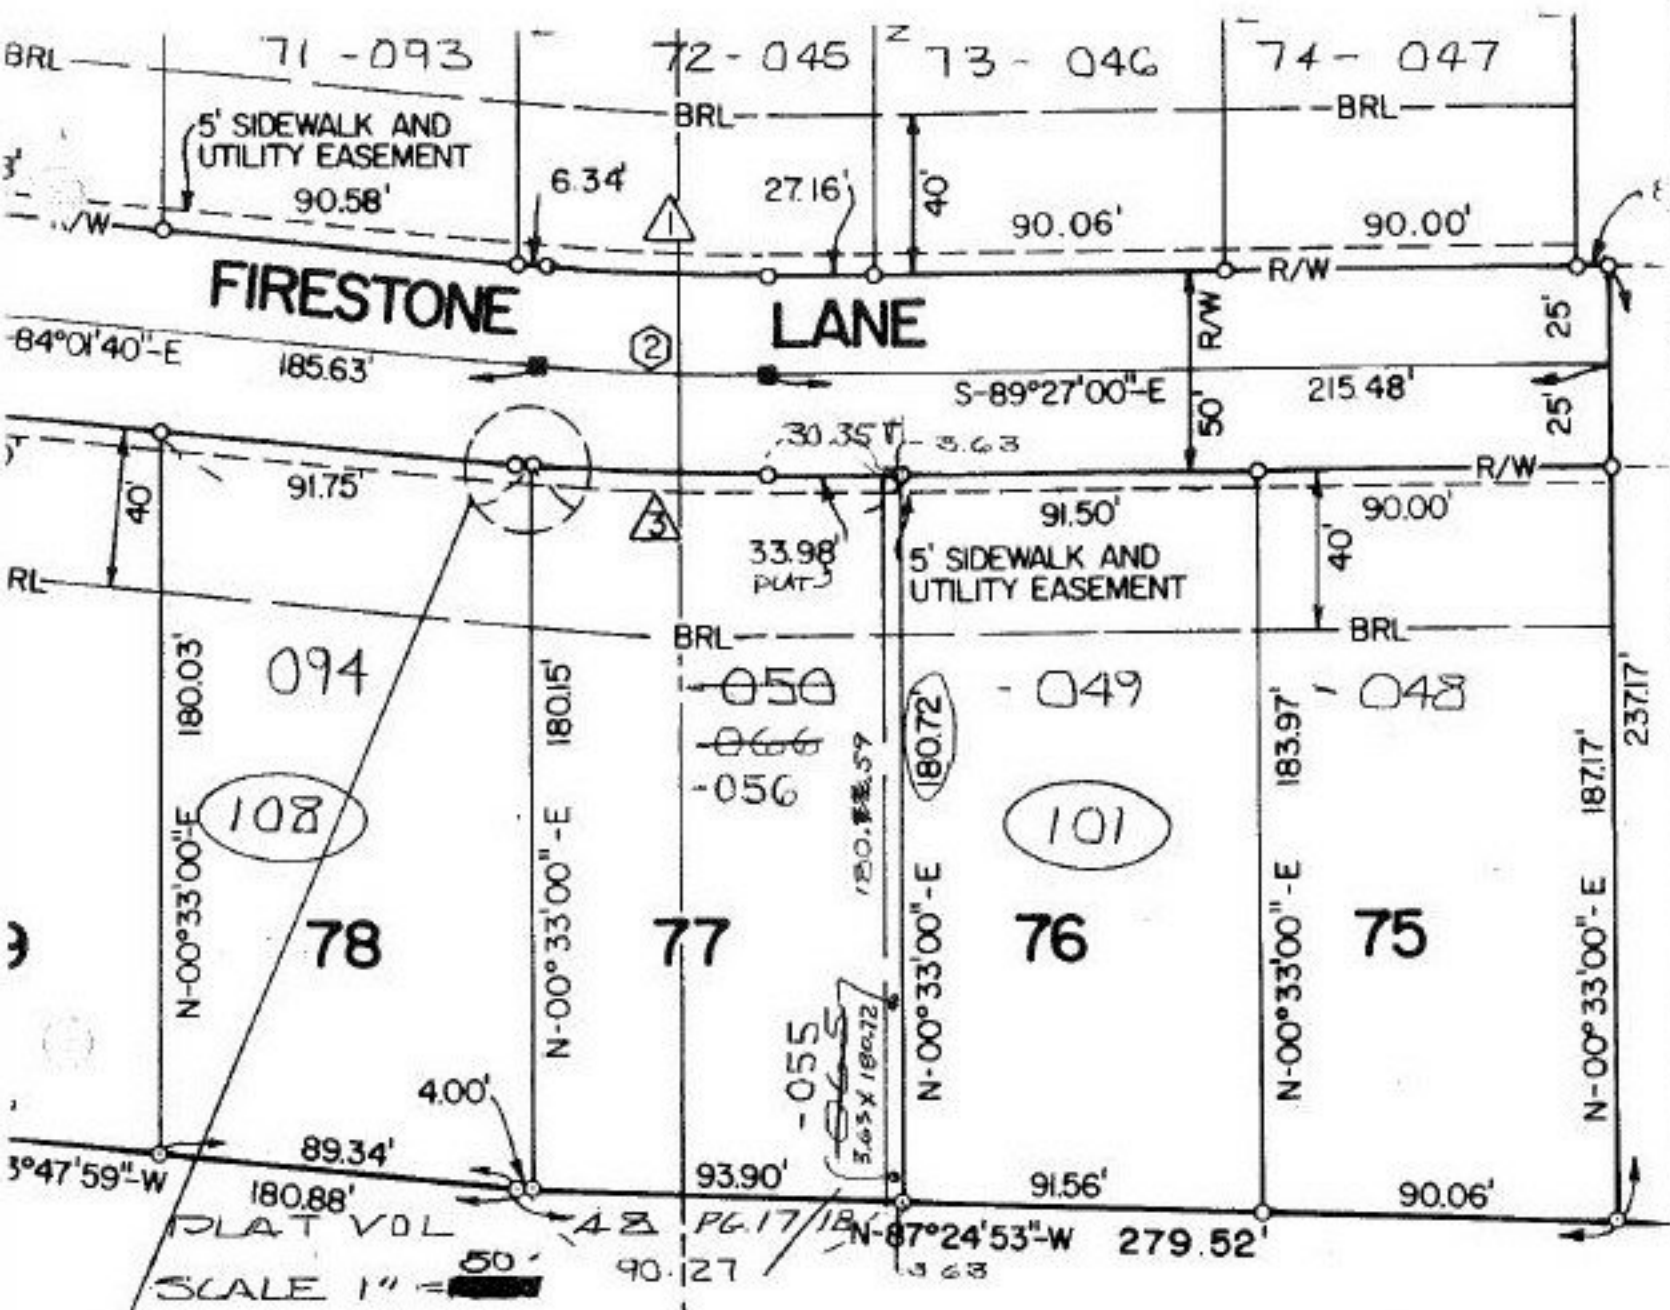 BRL
71-093
72-045
Z
73-046
74-047
BRL
BRL
5' SIDEWALK AND
UTILITY EASEMENT
90.58'
6.34'
1
27.16'
40'
90.06'
90.00'
3'
R/W
R/W
FIRESTONE LANE
R/W
25'
-84°01'40"-E
185.63'
2
S-89°27'00"-E
215.48'
50'
25'
30.35
3.63
R/W
40'
91.75'
3
33.98'
PLAT
91.50'
90.00'
5' SIDEWALK AND
UTILITY EASEMENT
40'
RL
BRL
BRL
180.03'
094
180.15'
-050
-066
-056
180.59
180.72'
-049
183.97'
-048
187.17'
237.17'
108
101
N-00°33'00"-E
78
N-00°33'00"-E
77
N-00°33'00"-E
76
N-00°33'00"-E
75
N-00°33'00"-E
9
-055
-065
3.63 X 180.72
4.00'
3°47'59"-W
89.34'
180.88'
93.90'
91.56'
90.06'
PLAT VOL 48 PG.17/18
N-87°24'53"-W 279.52'
SCALE 1" = 50'
90.27
3.63